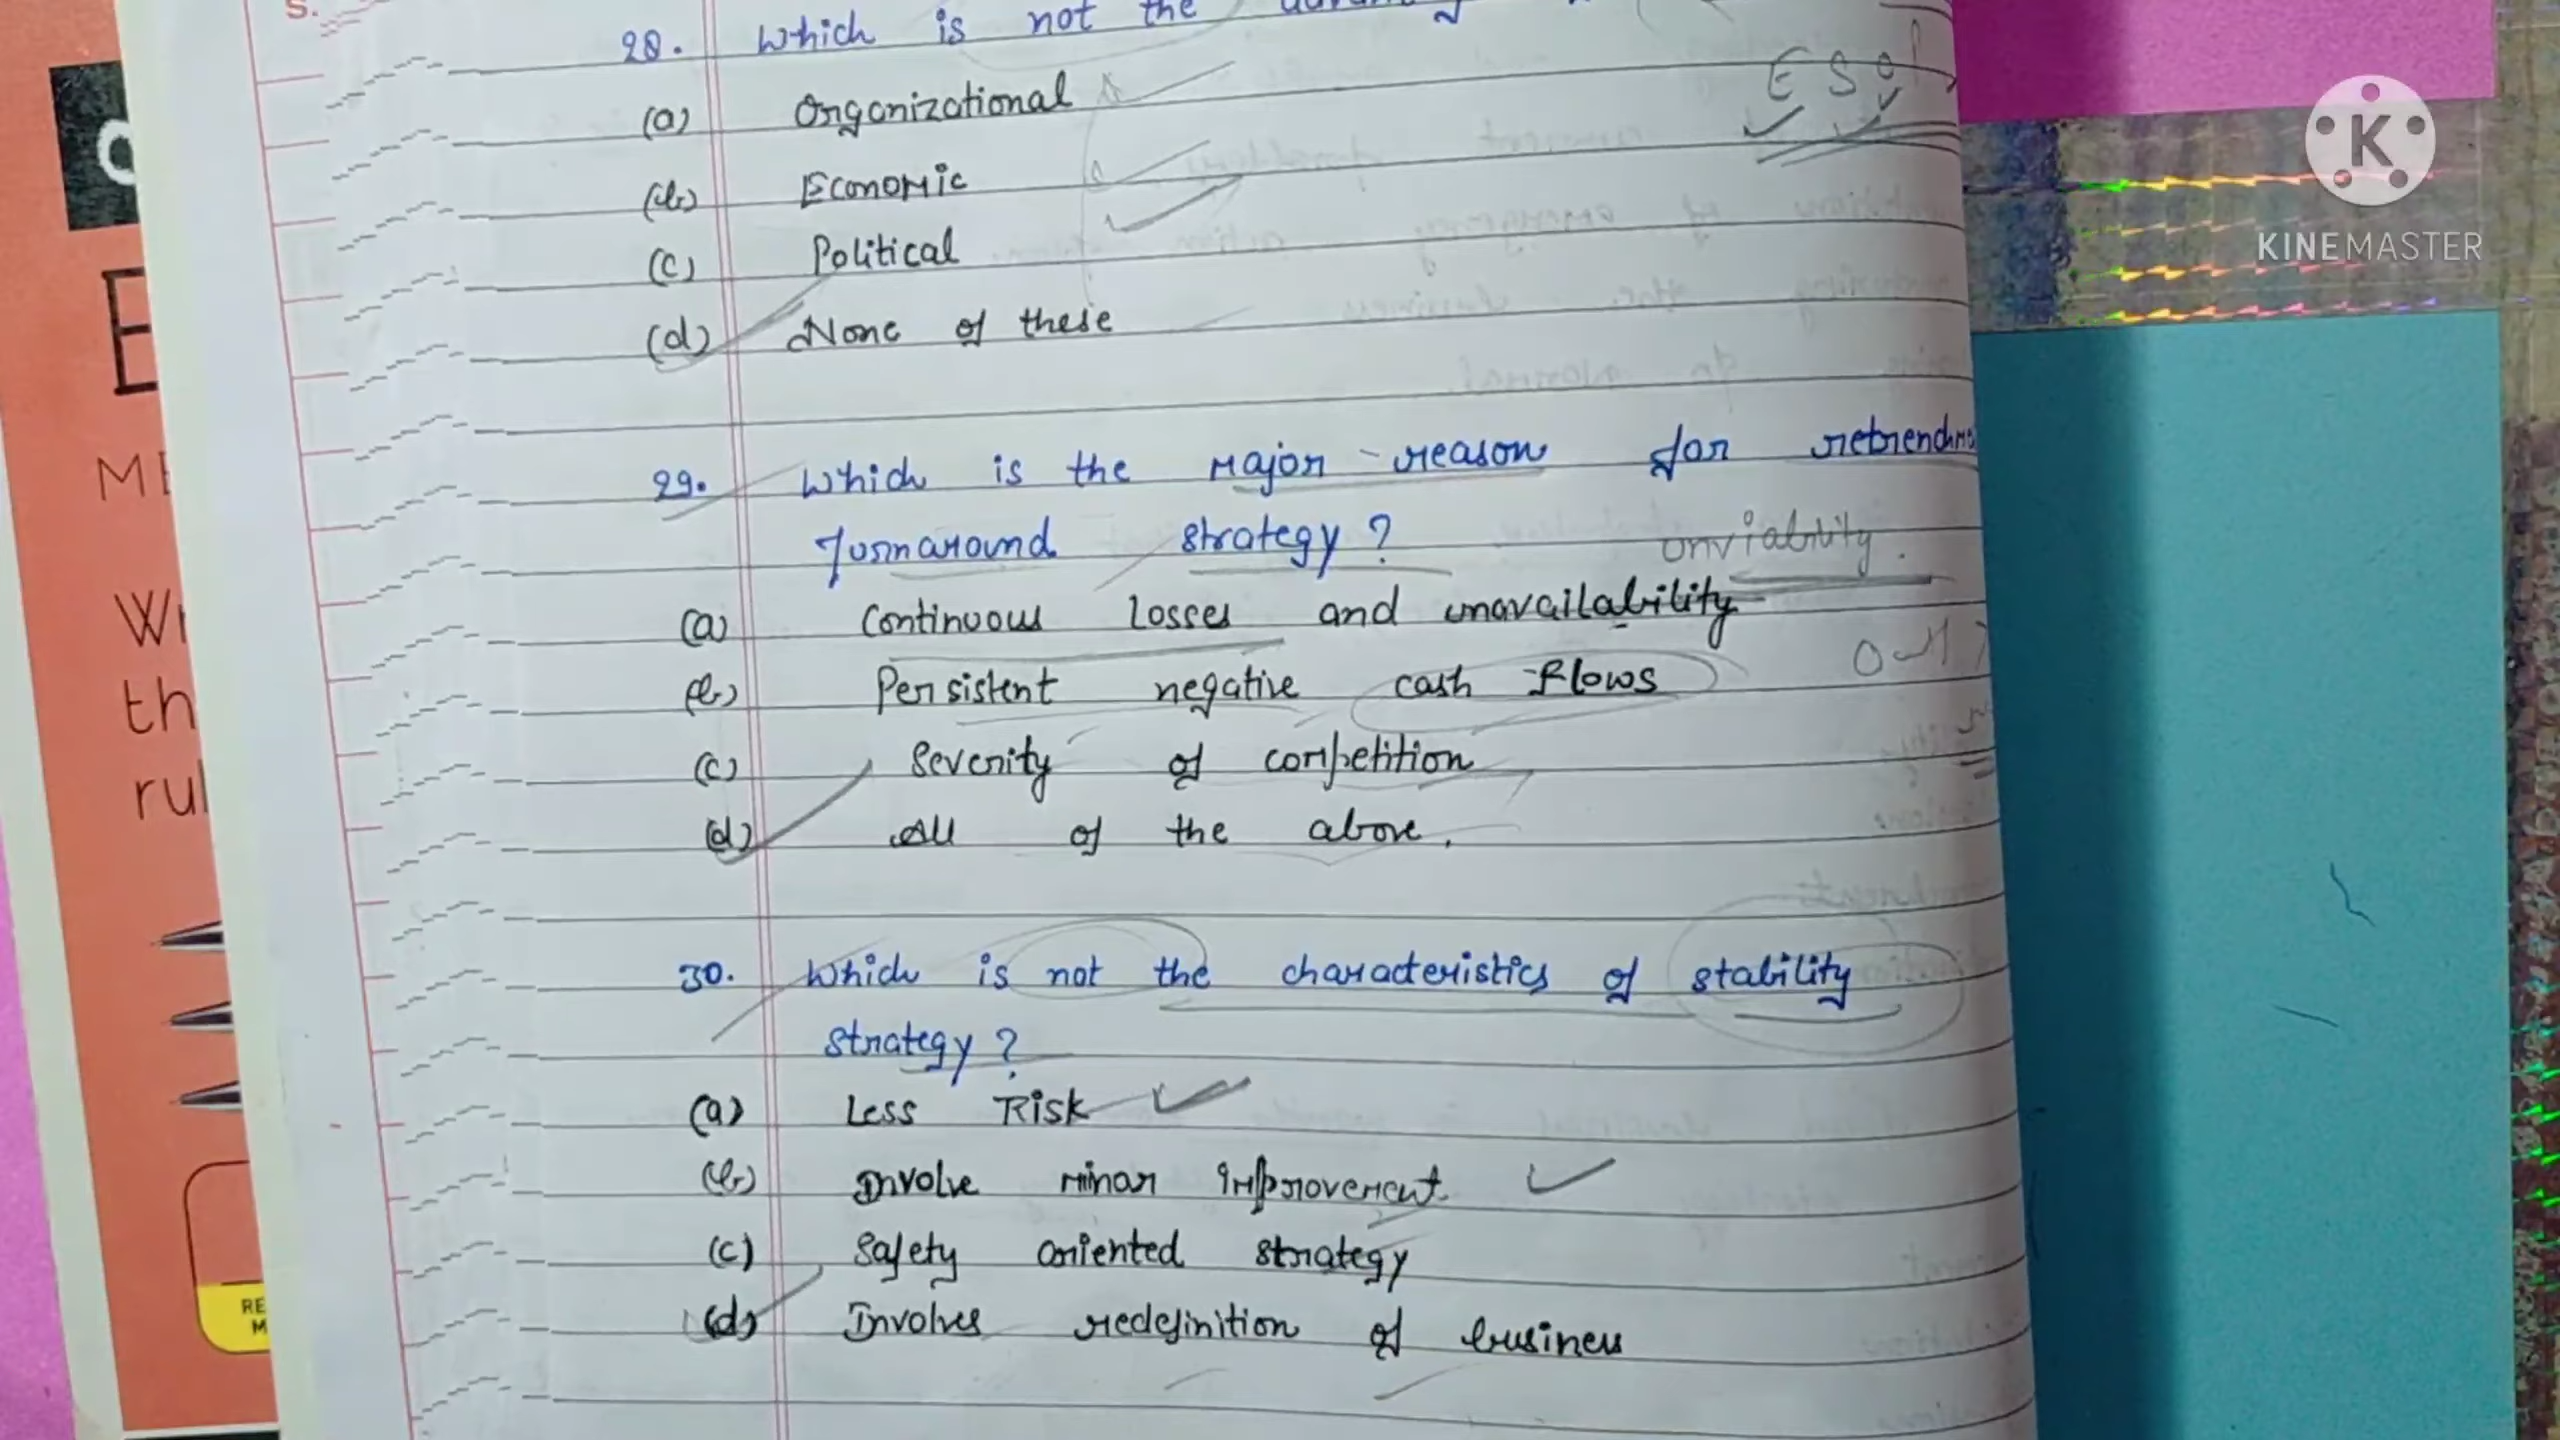 S.
28. Which is not the
(a) Organizational
E S
(b) Economic
(c) Political
(d) None of these
29. Which is the major reason for
Turnaround strategy?
unviability.
(a) Continuous Losses and unavailability
(b) Persistent negative cash flows
(c) Severity of competition
(d) All of the above.
30. Which is not the characteristics of stability
strategy?
(a) Less Risk
(b) Involve minor improvement
(c) Safety oriented strategy
(d) Involves redefinition of business
K
KINEMASTER